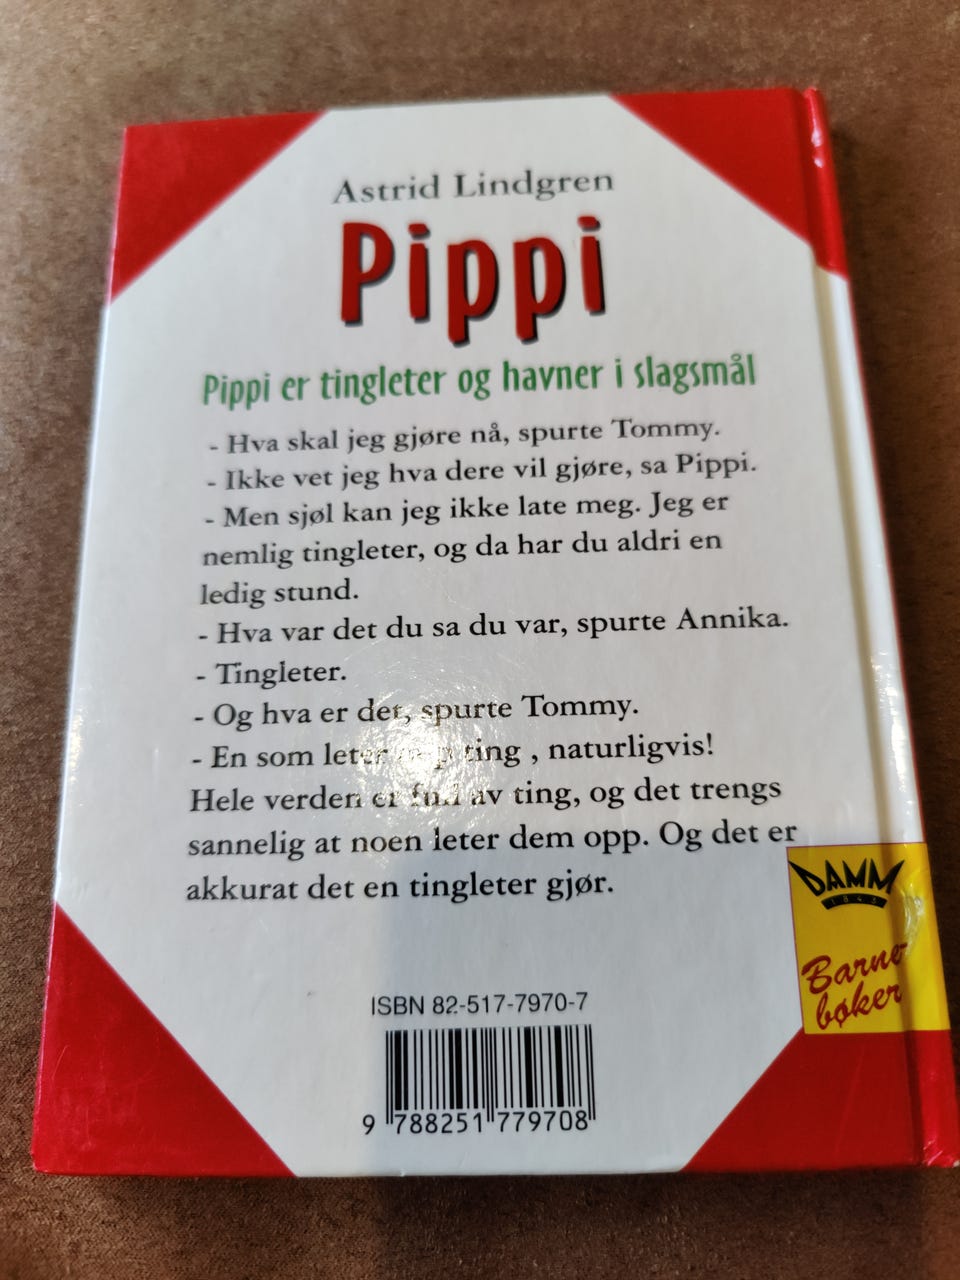 Astrid Lindgren
Pippi
Pippi er tingleter og havner i slagsmål
- Hva skal jeg gjøre nå, spurte Tommy.
- Ikke vet jeg hva dere vil gjøre, sa Pippi.
- Men sjøl kan jeg ikke late meg. Jeg er
nemlig tingleter, og da har du aldri en
ledig stund.
- Hva var det du sa du var, spurte Annika.
- Tingleter.
- Og hva er det, spurte Tommy.
- En som leter ting , naturligvis!
Hele verden er full av ting, og det trengs
sannelig at noen leter dem opp. Og det er
akkurat det en tingleter gjør.
DAMM
1843
Barne-
bøker
ISBN 82-517-7970-7
9 788251 779708